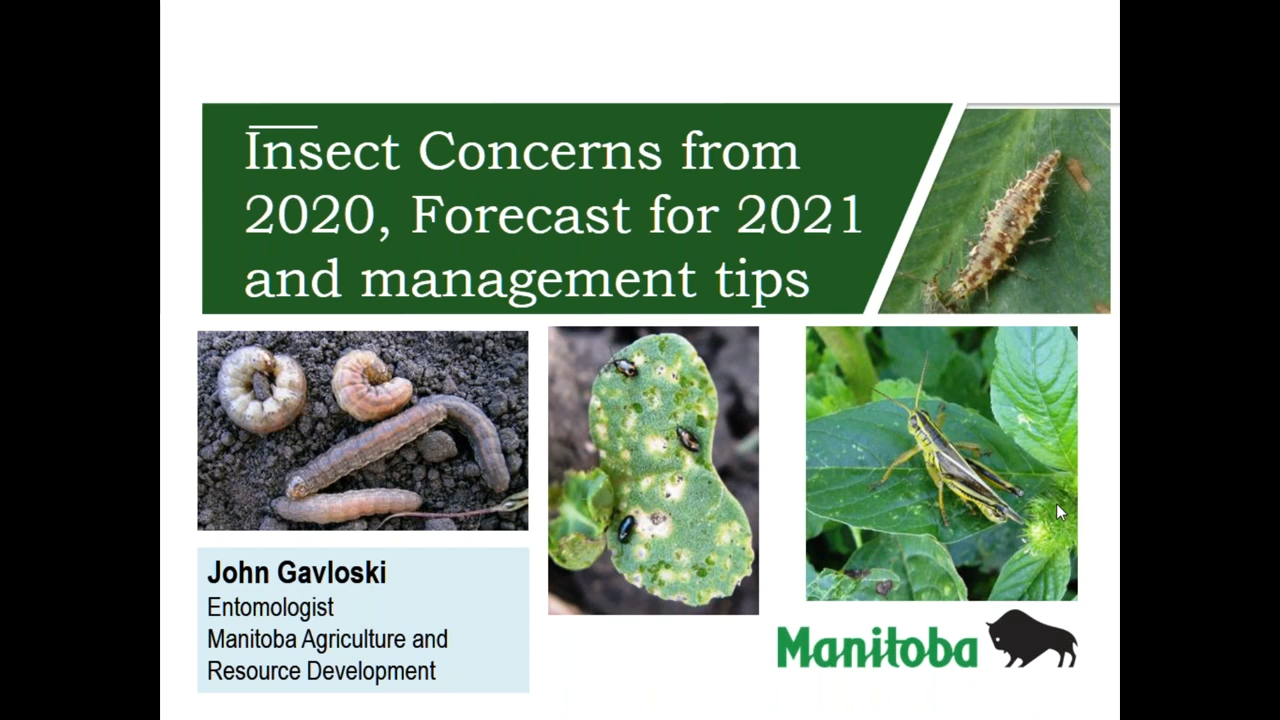 Insect Concerns from
2020, Forecast for 2021
and management tips
John Gavloski
Entomologist
Manitoba Agriculture and
Resource Development
Manitoba